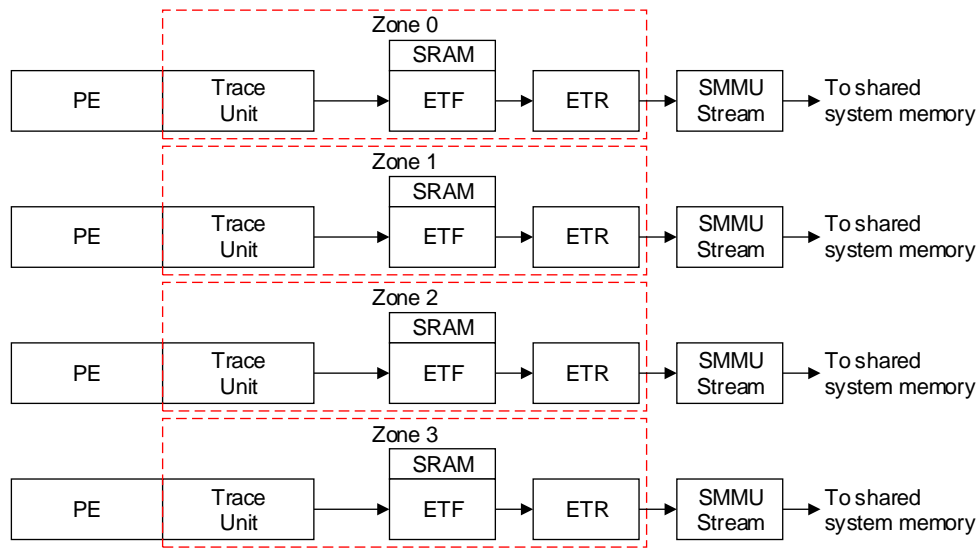 Zone 0
SRAM
PE
Trace
Unit
ETF
ETR
SMMU
Stream
To shared
system memory
Zone 1
SRAM
PE
Trace
Unit
ETF
ETR
SMMU
Stream
To shared
system memory
Zone 2
SRAM
PE
Trace
Unit
ETF
ETR
SMMU
Stream
To shared
system memory
Zone 3
SRAM
PE
Trace
Unit
ETF
ETR
SMMU
Stream
To shared
system memory